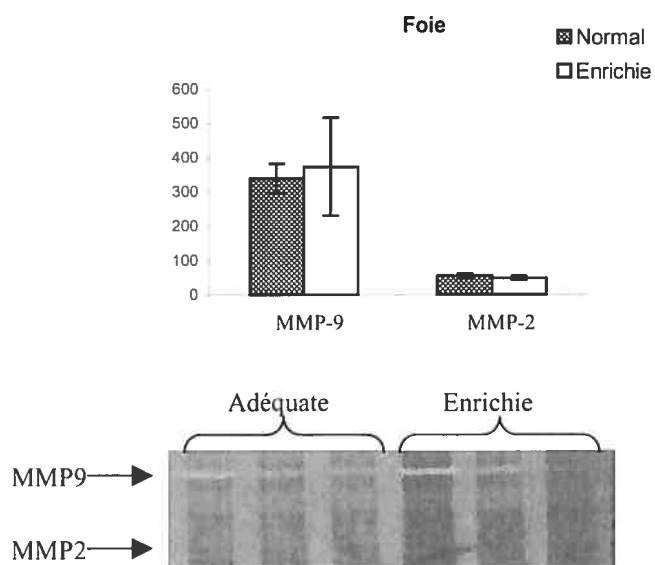 Foie
Normal
Enrichie
600
500
400
300
200
100
0
MMP-9 MMP-2
Adéquate Enrichie
MMP9
MMP2